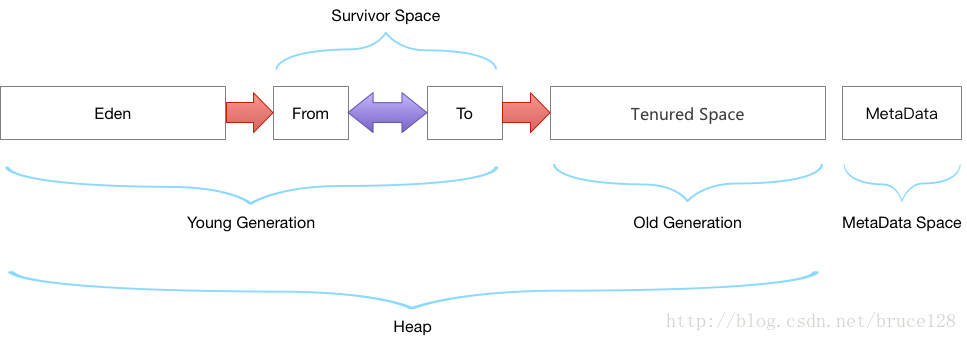 Survivor Space
Eden
From
To
Tenured Space
MetaData
Young Generation
Old Generation
MetaData Space
Heap
http://blog.csdn.net/bruce128